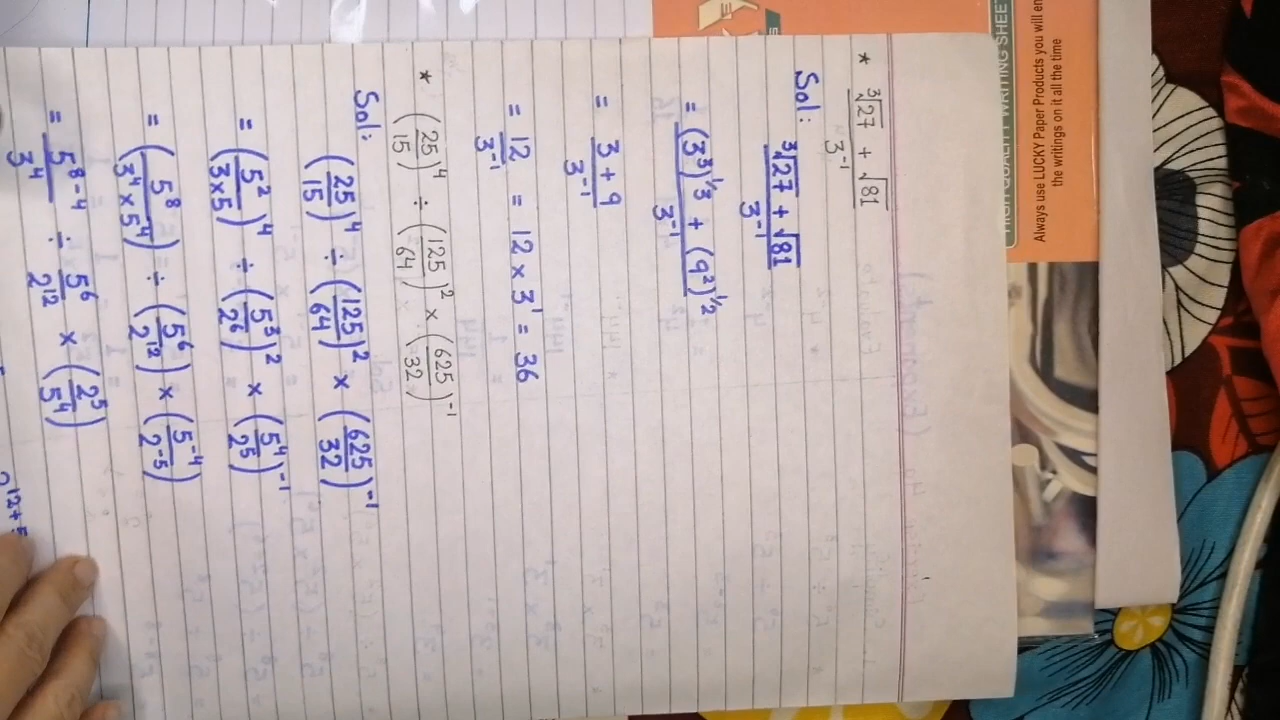 * (∛27 + √81) / 3⁻¹
Sol: (∛27 + √81) / 3⁻¹
= ((3³)^1/3 + (9²)^1/2) / 3⁻¹
= (3 + 9) / 3⁻¹
= 12 / 3⁻¹ = 12 × 3¹ = 36
* (25/15)⁴ ÷ (125/64)² × (625/32)⁻¹
Sol: (25/15)⁴ ÷ (125/64)² × (625/32)⁻¹
= (5²/3×5)⁴ ÷ (5³/2⁶)² × (5⁴/2⁵)⁻¹
= (5⁸/3⁴×5⁴) ÷ (5⁶/2¹²) × (5⁻⁴/2⁻⁵)
= 5⁸⁻⁴/3⁴ ÷ 5⁶/2¹² × (2⁵/5⁴)
HIGH QUALITY WRITING SHEET
Always use LUCKY Paper Products you will en
the writings on it all the time